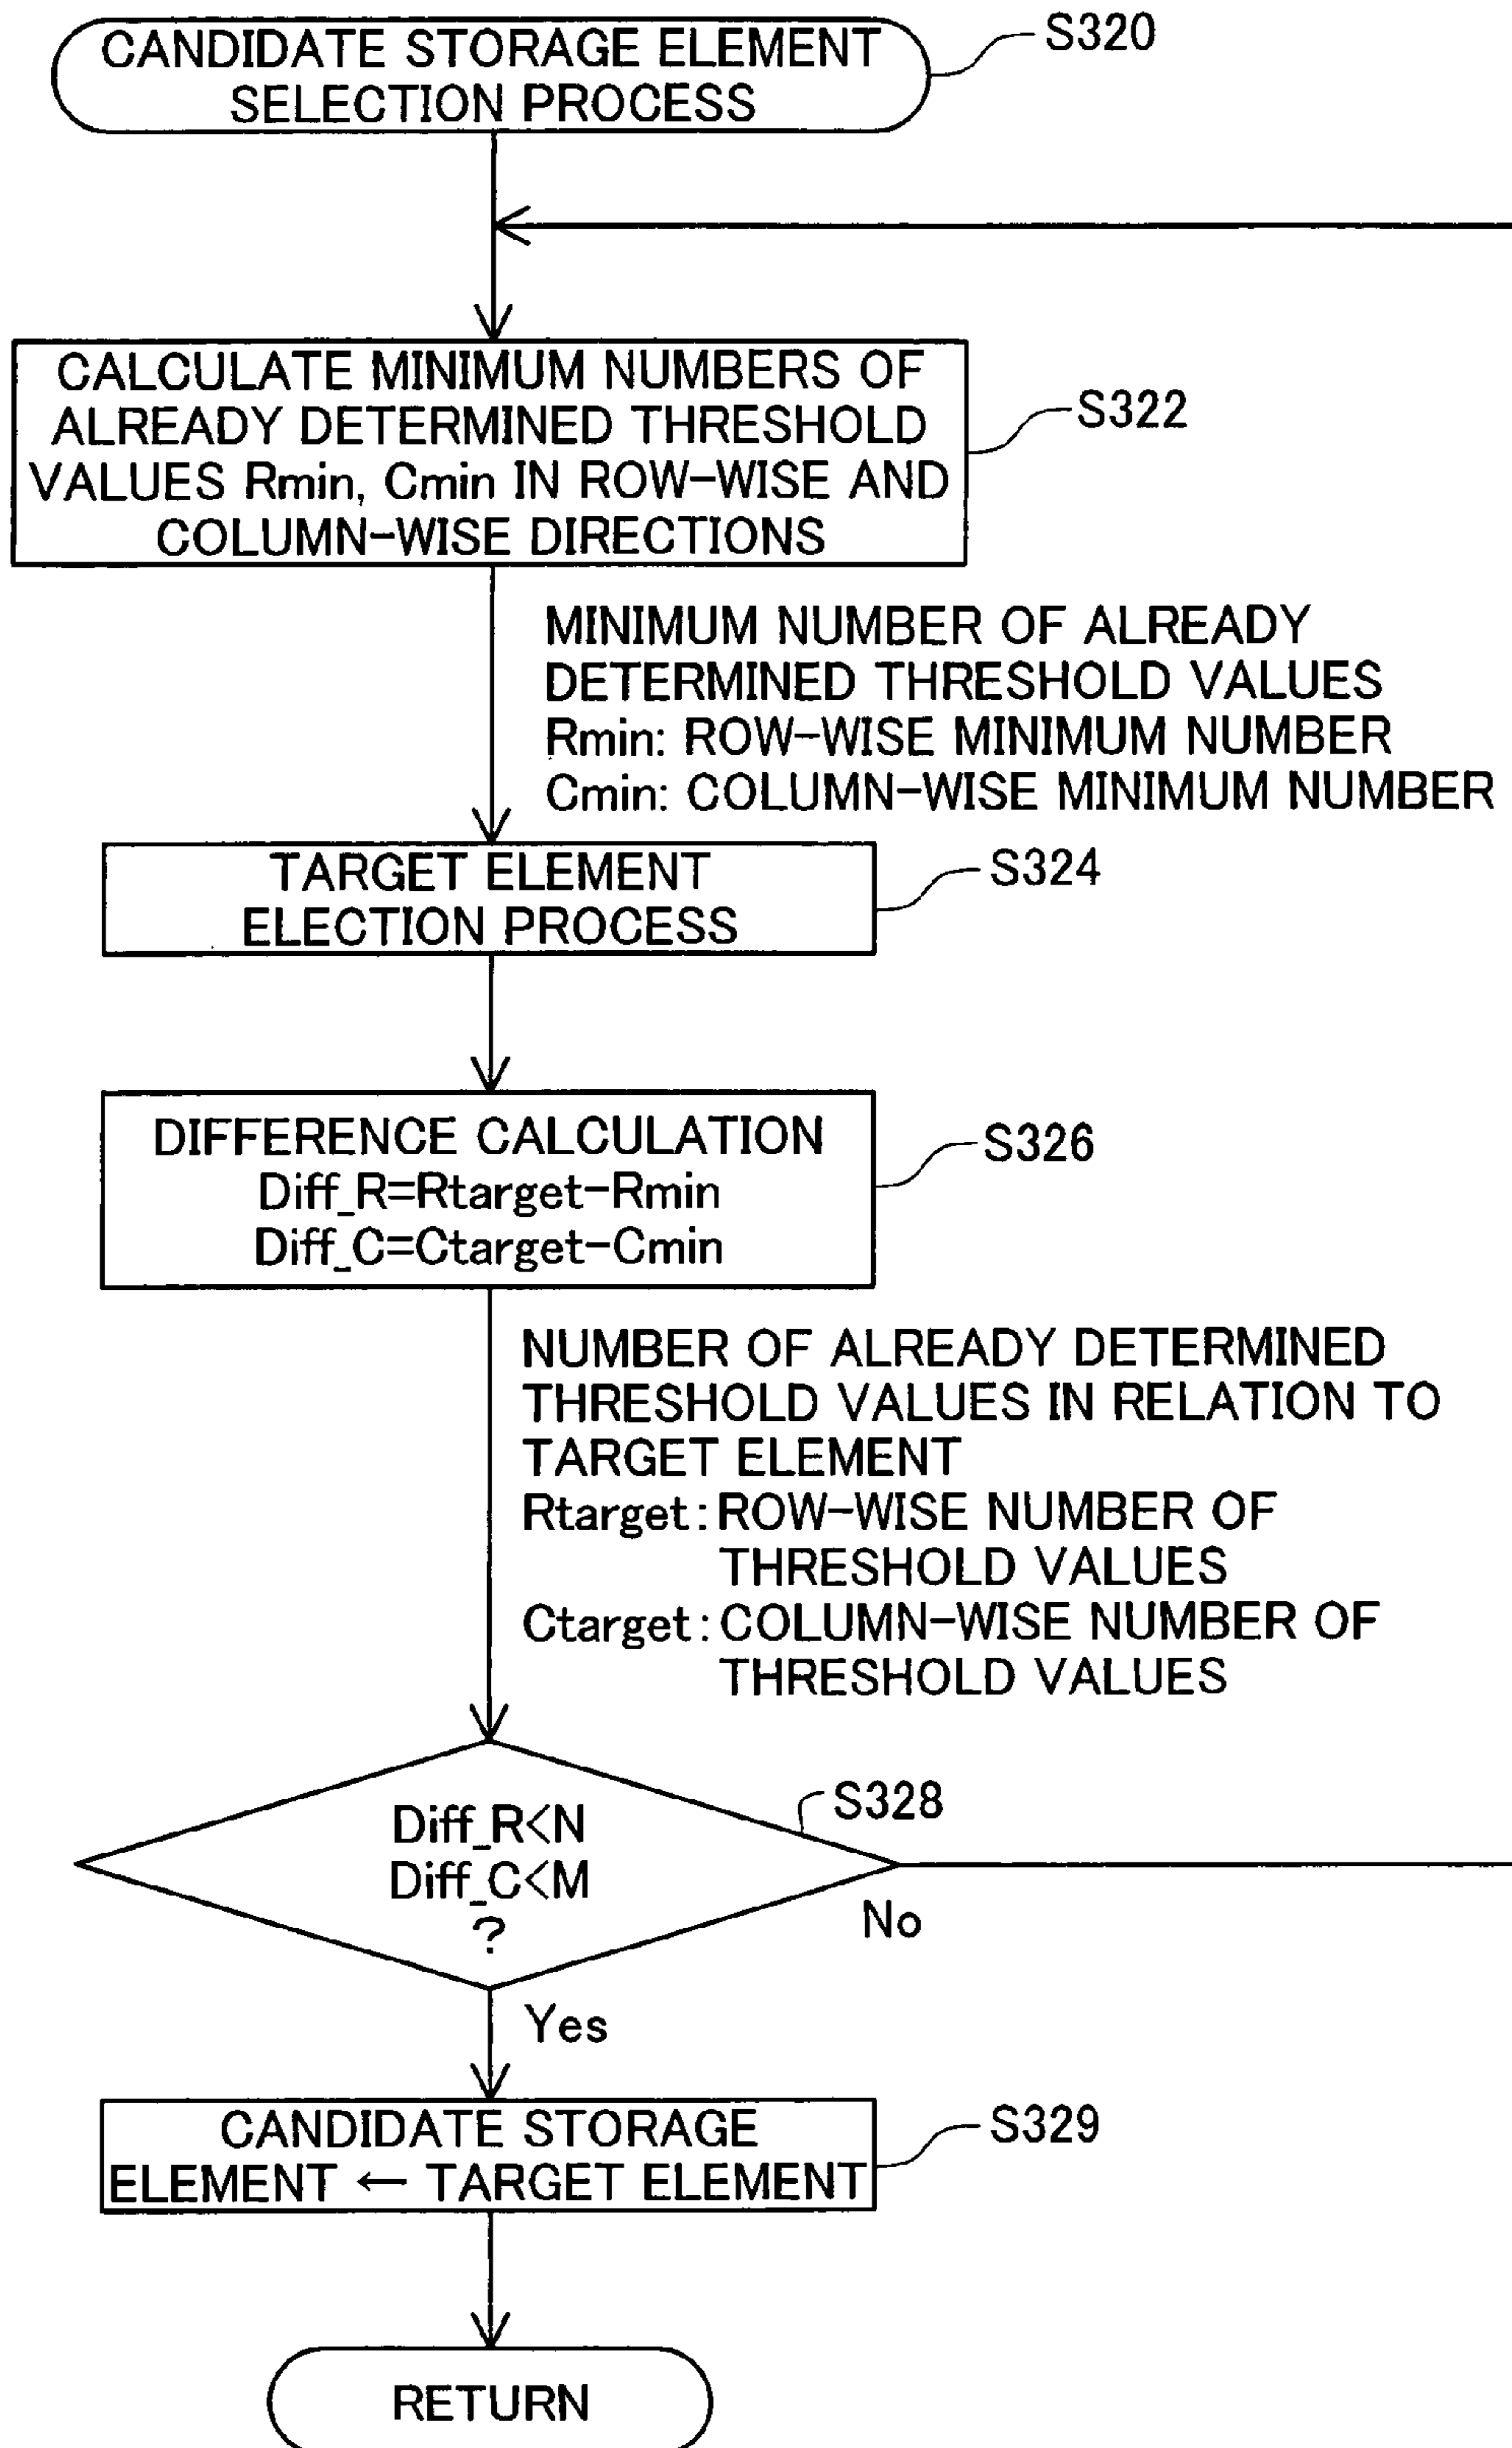 CANDIDATE STORAGE ELEMENT
SELECTION PROCESS
S320
CALCULATE MINIMUM NUMBERS OF
ALREADY DETERMINED THRESHOLD
VALUES Rmin, Cmin IN ROW-WISE AND
COLUMN-WISE DIRECTIONS
S322
MINIMUM NUMBER OF ALREADY
DETERMINED THRESHOLD VALUES
Rmin: ROW-WISE MINIMUM NUMBER
Cmin: COLUMN-WISE MINIMUM NUMBER
TARGET ELEMENT
ELECTION PROCESS
S324
DIFFERENCE CALCULATION
Diff_R=Rtarget-Rmin
Diff_C=Ctarget-Cmin
S326
NUMBER OF ALREADY DETERMINED
THRESHOLD VALUES IN RELATION TO
TARGET ELEMENT
Rtarget: ROW-WISE NUMBER OF
THRESHOLD VALUES
Ctarget: COLUMN-WISE NUMBER OF
THRESHOLD VALUES
Diff_R<N
Diff_C<M
?
S328
No
Yes
CANDIDATE STORAGE
ELEMENT ← TARGET ELEMENT
S329
RETURN